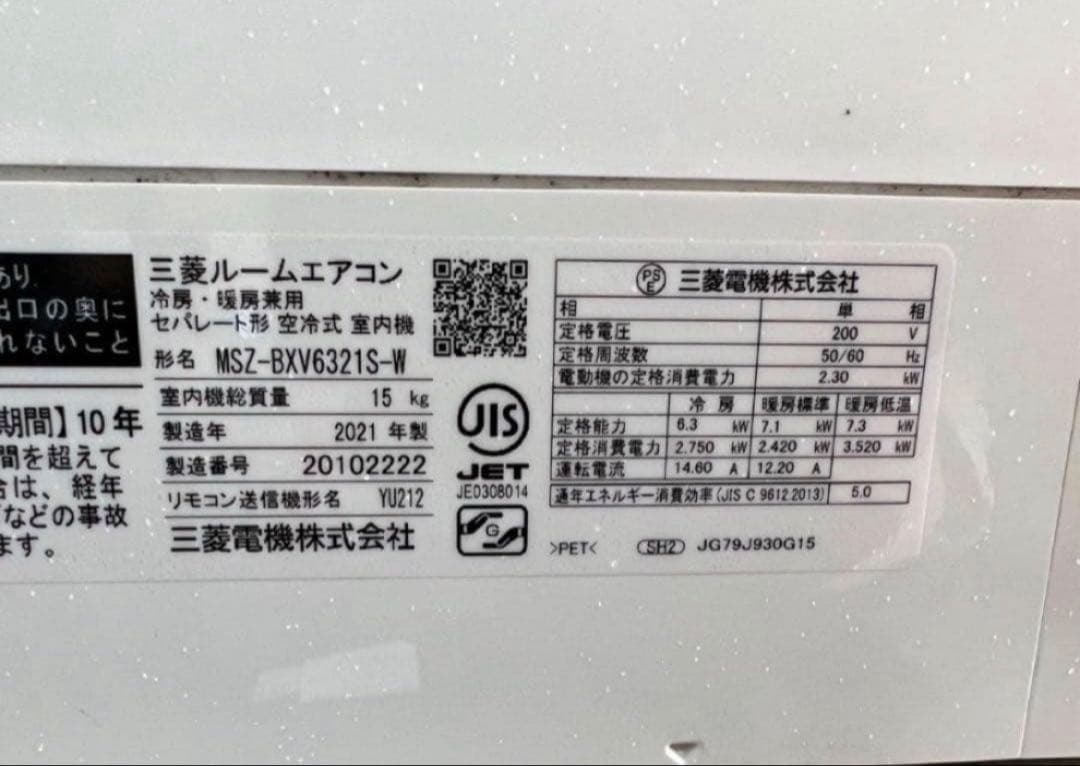 あり
出口の奥に
れないこと
期間】10年
間を超えて
合は、経年
などの事故
ます。
三菱ルームエアコン
冷房・暖房兼用
セパレート形 空冷式 室内機
形名 MSZ-BXV6321S-W
室内機総質量 15 kg
製造年 2021 年製
製造番号 20102222
リモコン送信機形名 YU212
三菱電機株式会社
JIS
JET
JE0308014
G
PS E 三菱電機株式会社
相 単 相
定格電圧 200 V
定格周波数 50/60 Hz
電動機の定格消費電力 2.30 kW
冷 房 暖房標準 暖房低温
定格能力 6.3 kW 7.1 kW 7.3 kW
定格消費電力 2.750 kW 2.420 kW 3.520 kW
運転電流 14.60 A 12.20 A
通年エネルギー消費効率(JIS C 9612:2013) 5.0
>PET< SH2 JG79J930G15